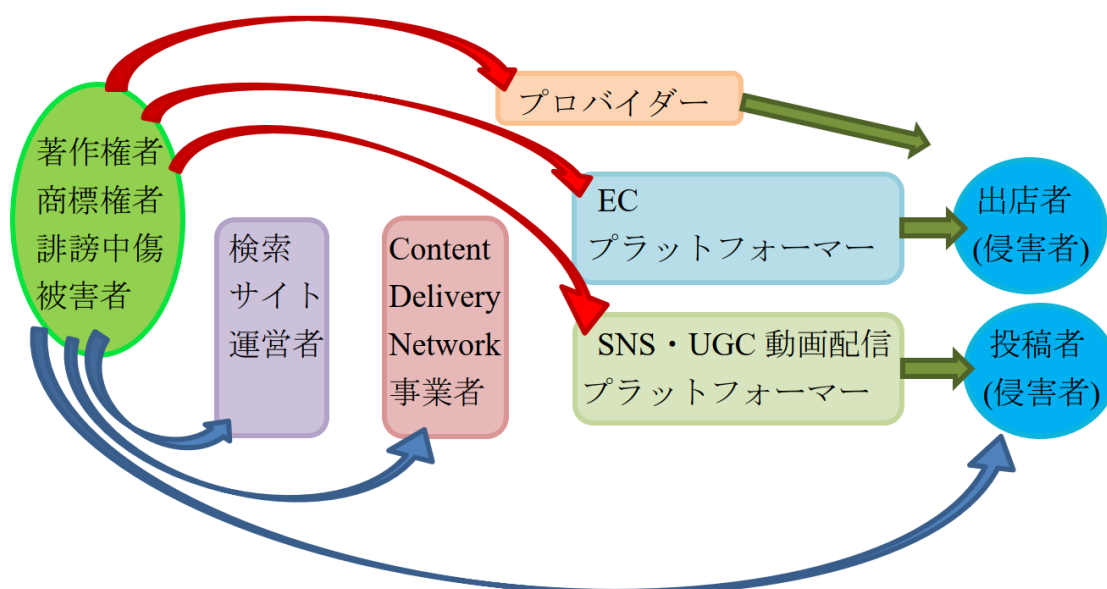 プロバイダー
著作権者
商標権者
誹謗中傷
被害者
検索
サイト
運営者
Content
Delivery
Network
事業者
EC
プラットフォーマー
SNS・UGC 動画配信
プラットフォーマー
出店者
(侵害者)
投稿者
(侵害者)